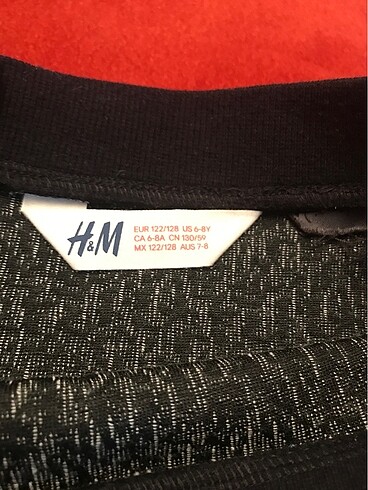 H&M
EUR 122/128 US 6-8Y
CA 6-8A CN 130/59
MX 122/128 AUS 7-8